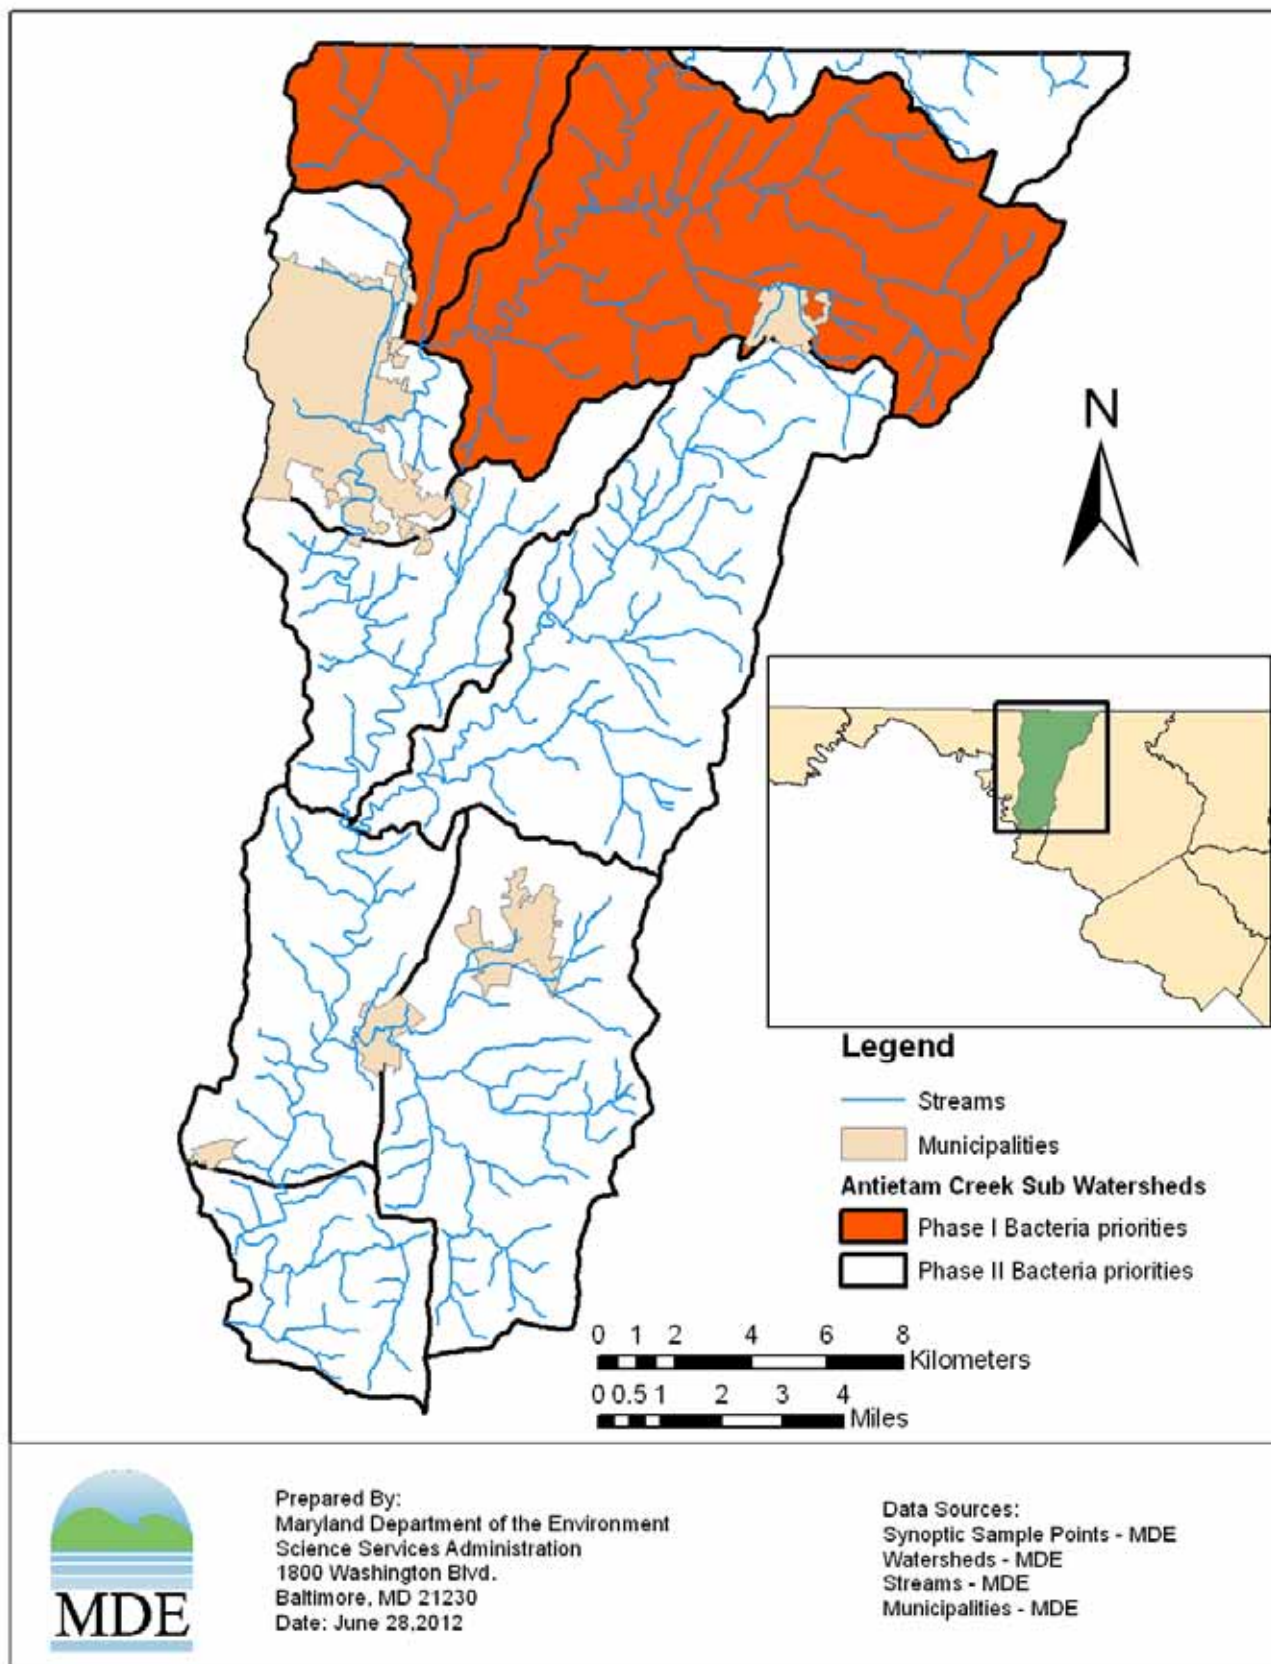 N
Legend
Streams
Municipalities
Antietam Creek Sub Watersheds
Phase I Bacteria priorities
Phase II Bacteria priorities
0 1 2 4 6 8
Kilometers
0 0.5 1 2 3 4
Miles
MDE
Prepared By:
Maryland Department of the Environment
Science Services Administration
1800 Washington Blvd.
Baltimore, MD 21230
Date: June 28,2012
Data Sources:
Synoptic Sample Points - MDE
Watersheds - MDE
Streams - MDE
Municipalities - MDE